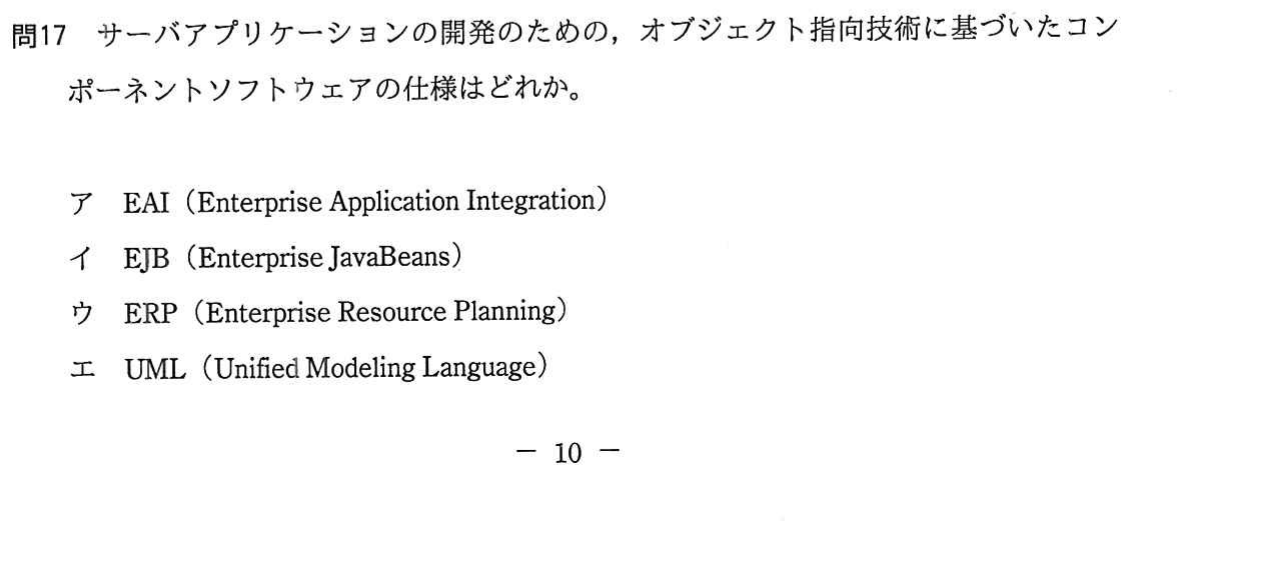 問17 サーバアプリケーションの開発のための，オブジェクト指向技術に基づいたコン
ポーネントソフトウェアの仕様はどれか。
ア EAI（Enterprise Application Integration）
イ EJB（Enterprise JavaBeans）
ウ ERP（Enterprise Resource Planning）
エ UML（Unified Modeling Language）
－ 10 －